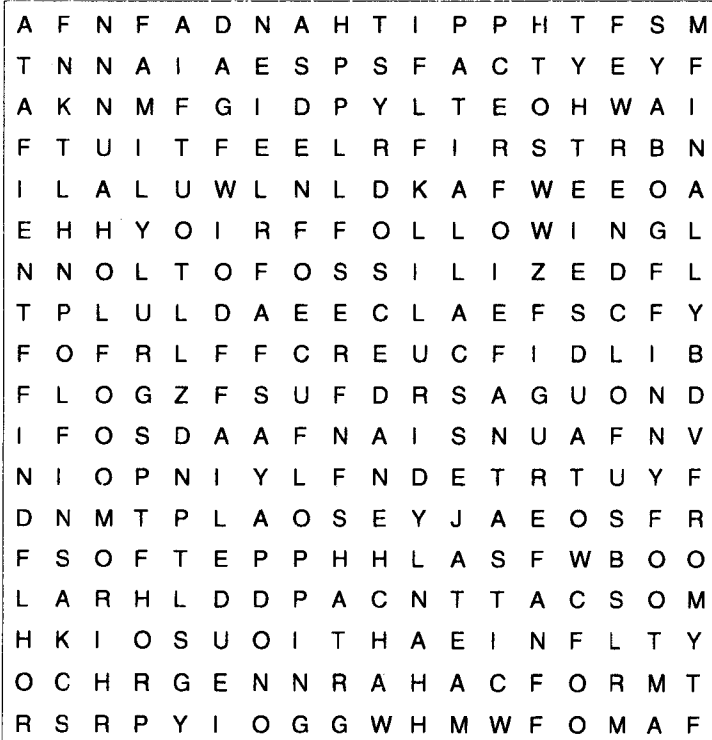 A F N F A D N A H T I P P H T F S M
T N N A I A E S P S F A C T Y E Y F
A K N M F G I D P Y L T E O H W A I
F T U I T F E E L R F I R S T R B N
I L A L U W L N L D K A F W E E O A
E H H Y O I R F F O L L O W I N G L
N N O L T O F O S S I L I Z E D F L
T P L U L D A E E C L A E F S C F Y
F O F R L F F C R E U C F I D L I B
F L O G Z F S U F D R S A G U O N D
I F O S D A A F N A I S N U A F N V
N I O P N I Y L F N D E T R T U Y F
D N M T P L A O S E Y J A E O S F R
F S O F T E P P H H L A S F W B O O
L A R H L D D P A C N T T A C S O M
H K I O S U O I T H A E I N F L T Y
O C H R G E N N R A H A C F O R M T
R S R P Y I O G G W H M W F O M A F